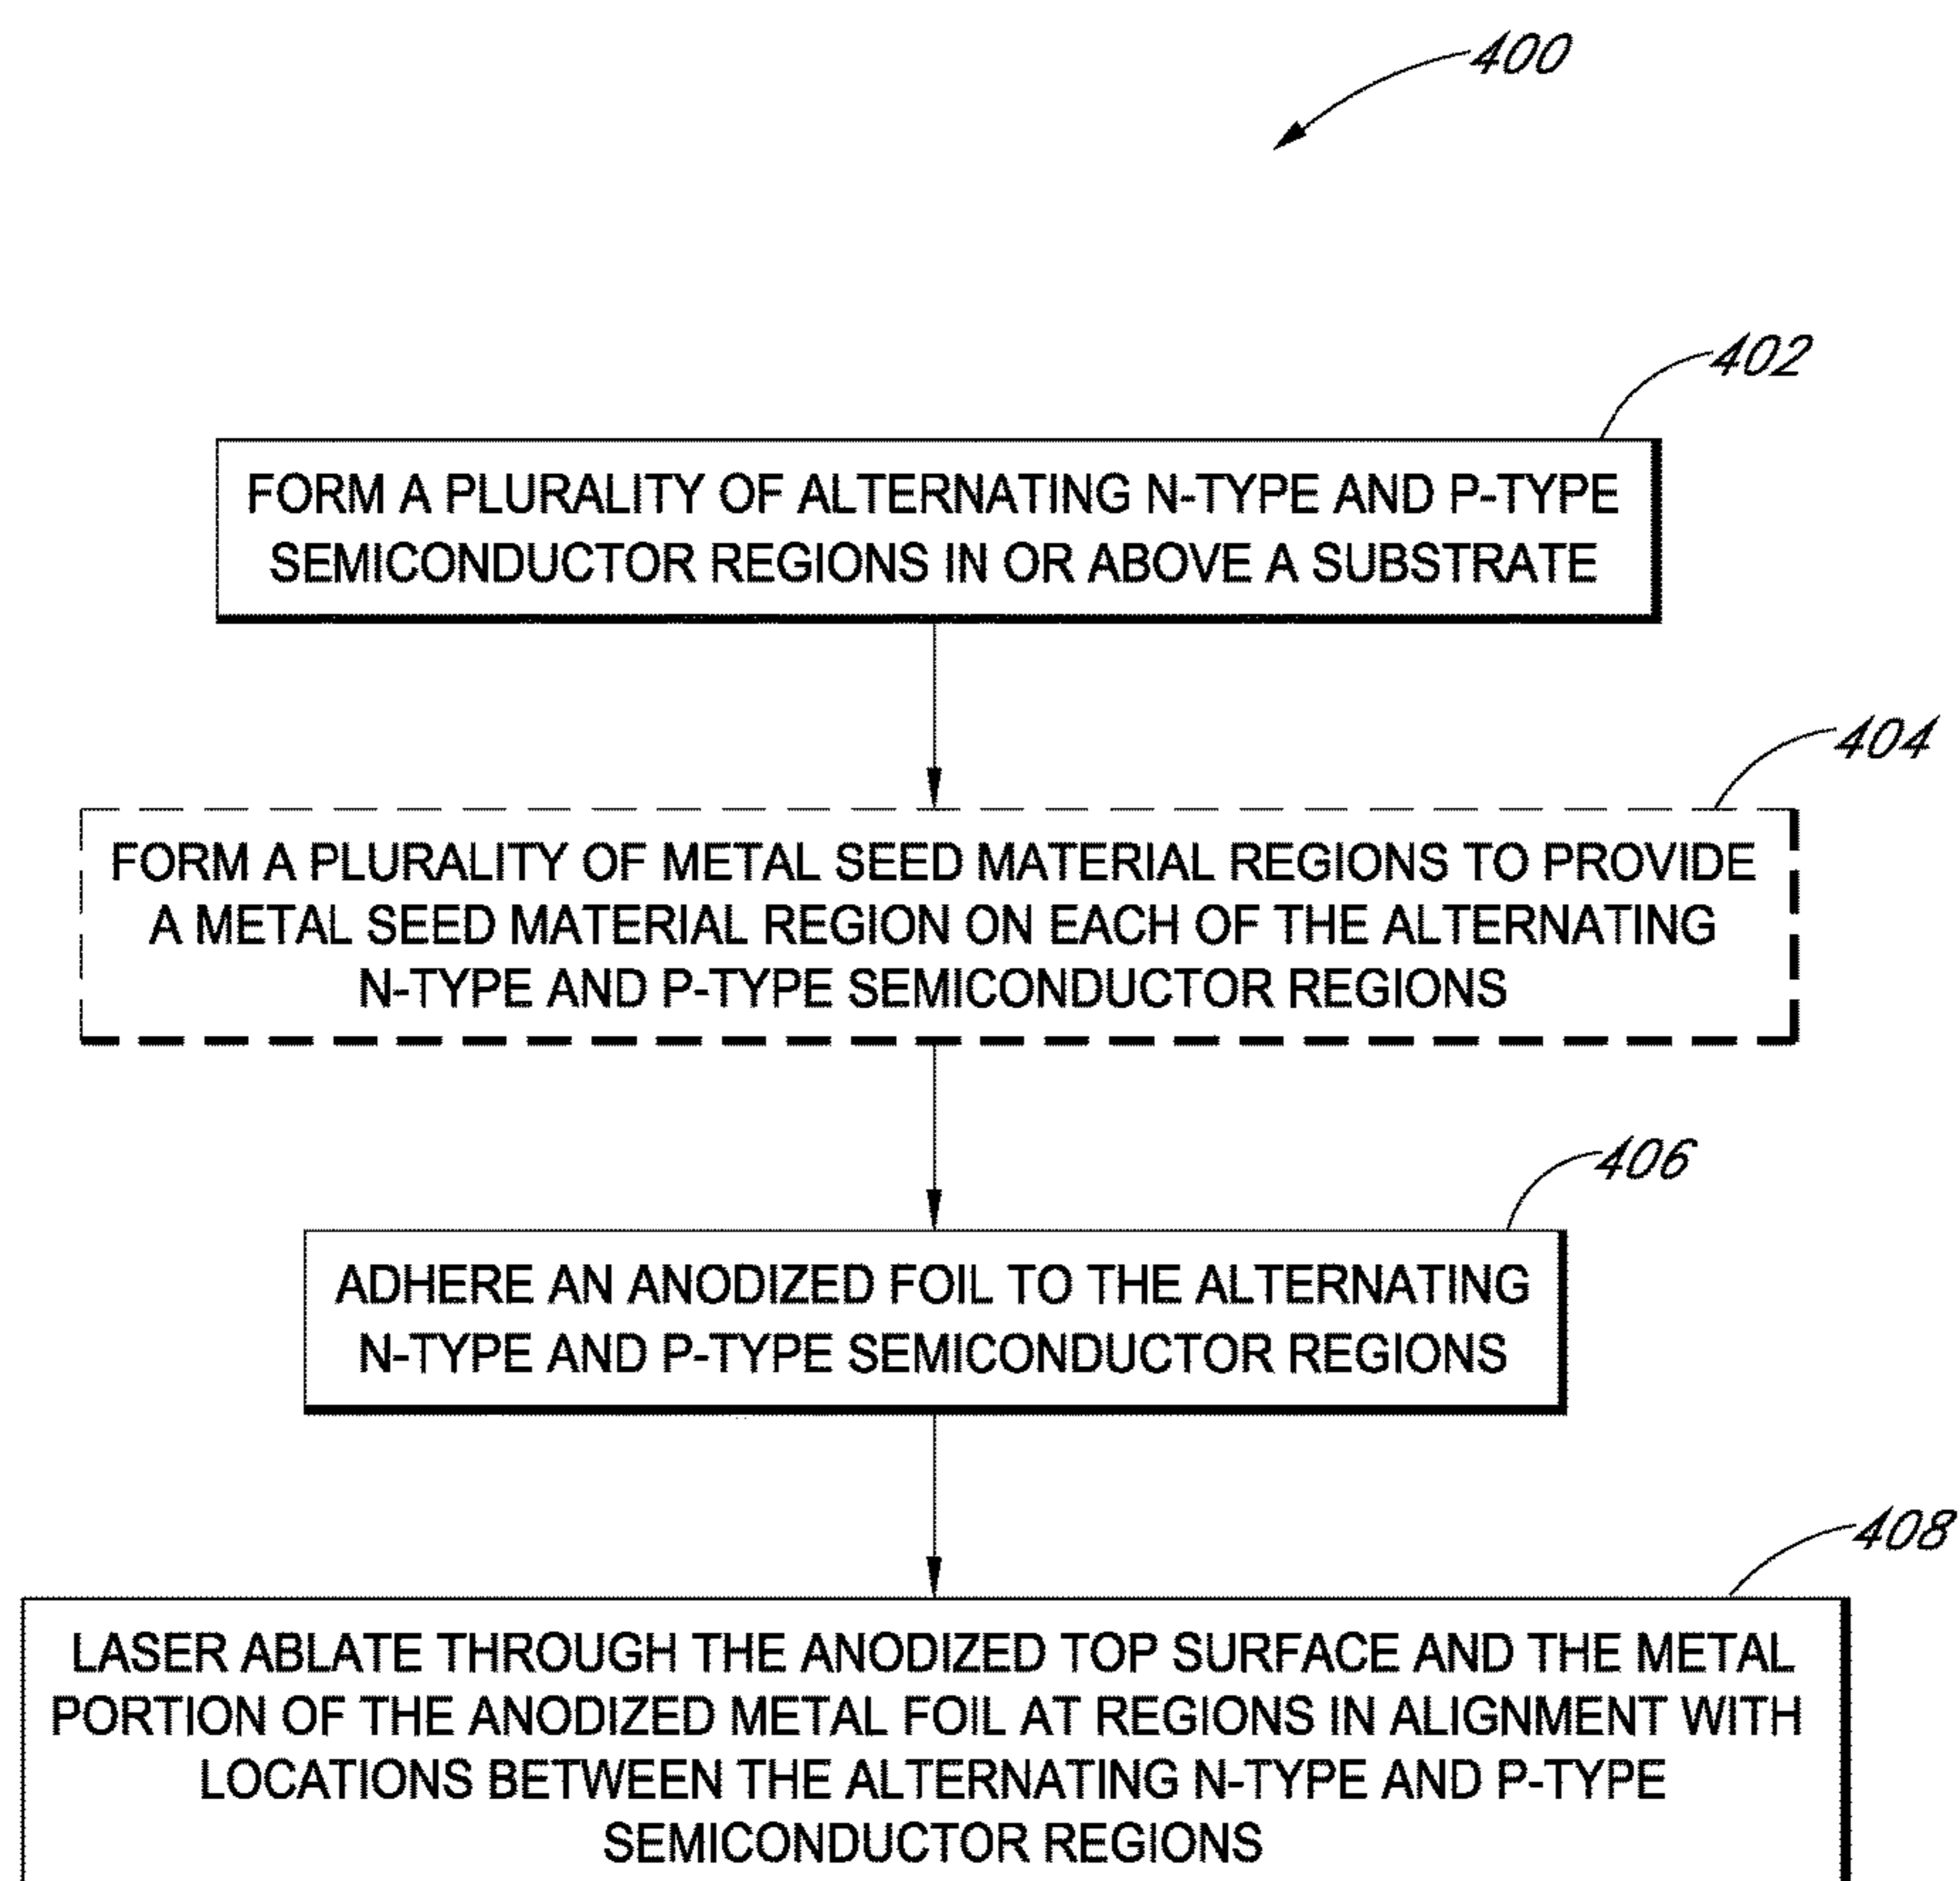 400
402
FORM A PLURALITY OF ALTERNATING N-TYPE AND P-TYPE
SEMICONDUCTOR REGIONS IN OR ABOVE A SUBSTRATE
404
FORM A PLURALITY OF METAL SEED MATERIAL REGIONS TO PROVIDE
A METAL SEED MATERIAL REGION ON EACH OF THE ALTERNATING
N-TYPE AND P-TYPE SEMICONDUCTOR REGIONS
406
ADHERE AN ANODIZED FOIL TO THE ALTERNATING
N-TYPE AND P-TYPE SEMICONDUCTOR REGIONS
408
LASER ABLATE THROUGH THE ANODIZED TOP SURFACE AND THE METAL
PORTION OF THE ANODIZED METAL FOIL AT REGIONS IN ALIGNMENT WITH
LOCATIONS BETWEEN THE ALTERNATING N-TYPE AND P-TYPE
SEMICONDUCTOR REGIONS